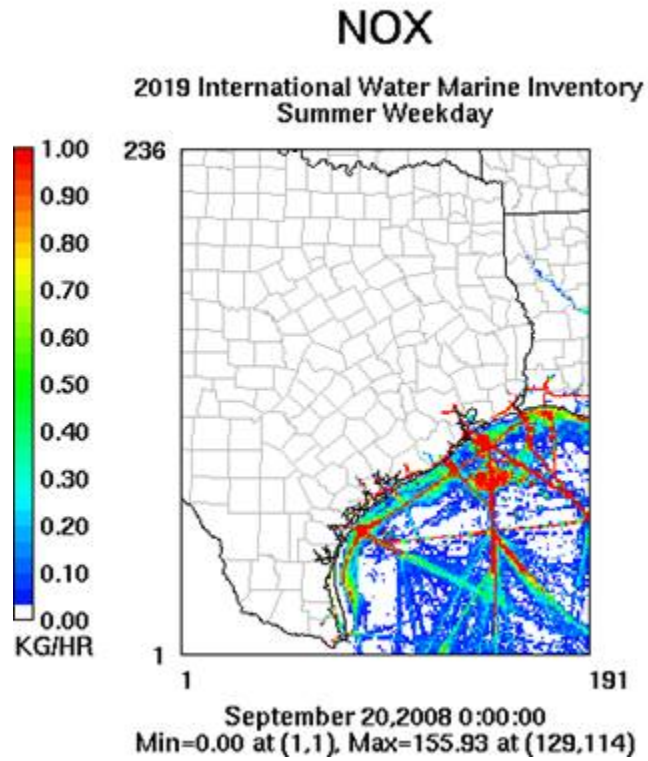 NOX
2019 International Water Marine Inventory
Summer Weekday
1.00
0.90
0.80
0.70
0.60
0.50
0.40
0.30
0.20
0.10
0.00
KG/HR
236
1
1
191
September 20,2008 0:00:00
Min=0.00 at (1,1), Max=155.93 at (129,114)